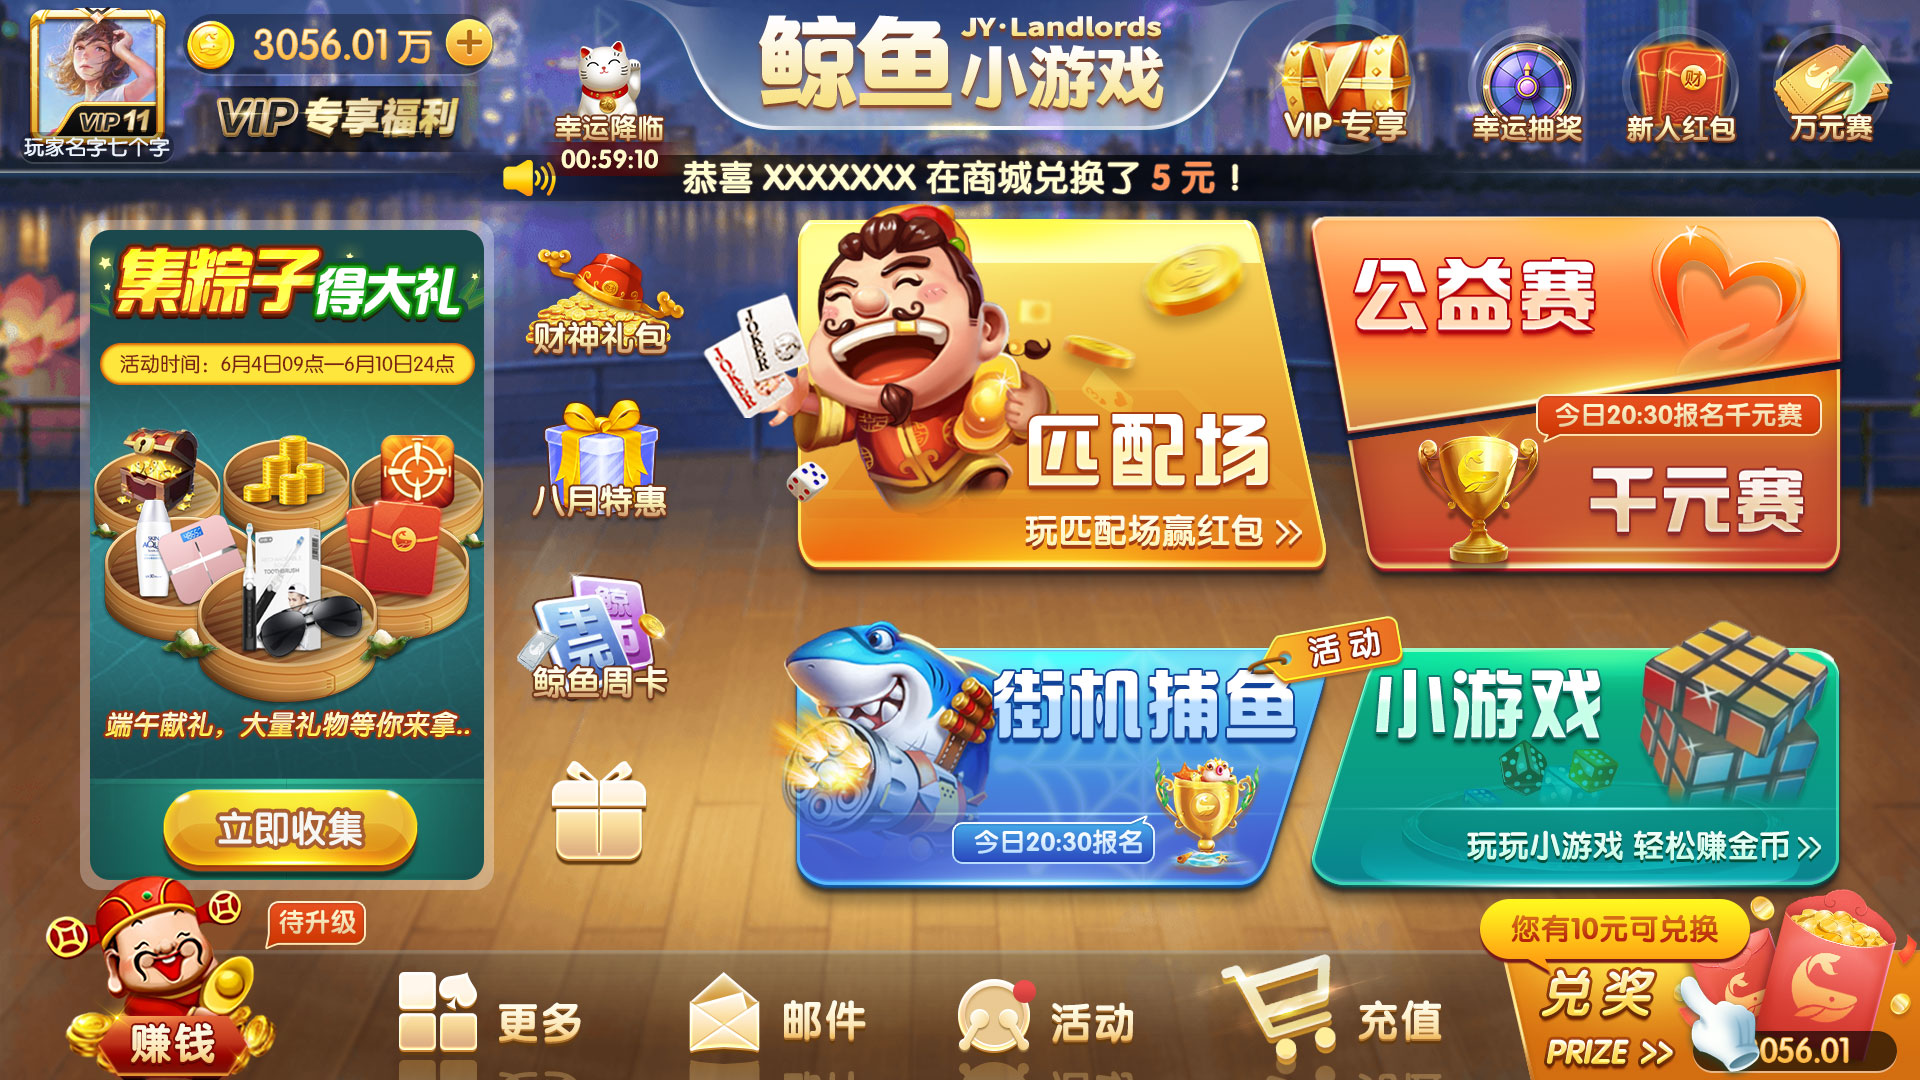 3056.01万
VIP 专享福利
VIP 11
玩家名字七个字
幸运降临
00:59:10
鲸鱼
JY·Landlords
小游戏
VIP 专享
幸运抽奖
财
新人红包
万元赛
恭喜 XXXXXXX 在商城兑换了 5 元！
集粽子得大礼
活动时间：6月4日09点—6月10日24点
TOOTHBRUSH
端午献礼，大量礼物等你来拿..
立即收集
财神礼包
八月特惠
鲸鱼周卡
JOKER
JOKER
匹配场
玩匹配场赢红包 >>
公益赛
今日20:30报名千元赛
千元赛
街机捕鱼
活动
今日20:30报名
小游戏
玩玩小游戏 轻松赚金币 >>
待升级
赚钱
更多
邮件
活动
充值
您有10元可兑换
兑奖
PRIZE >>
056.01